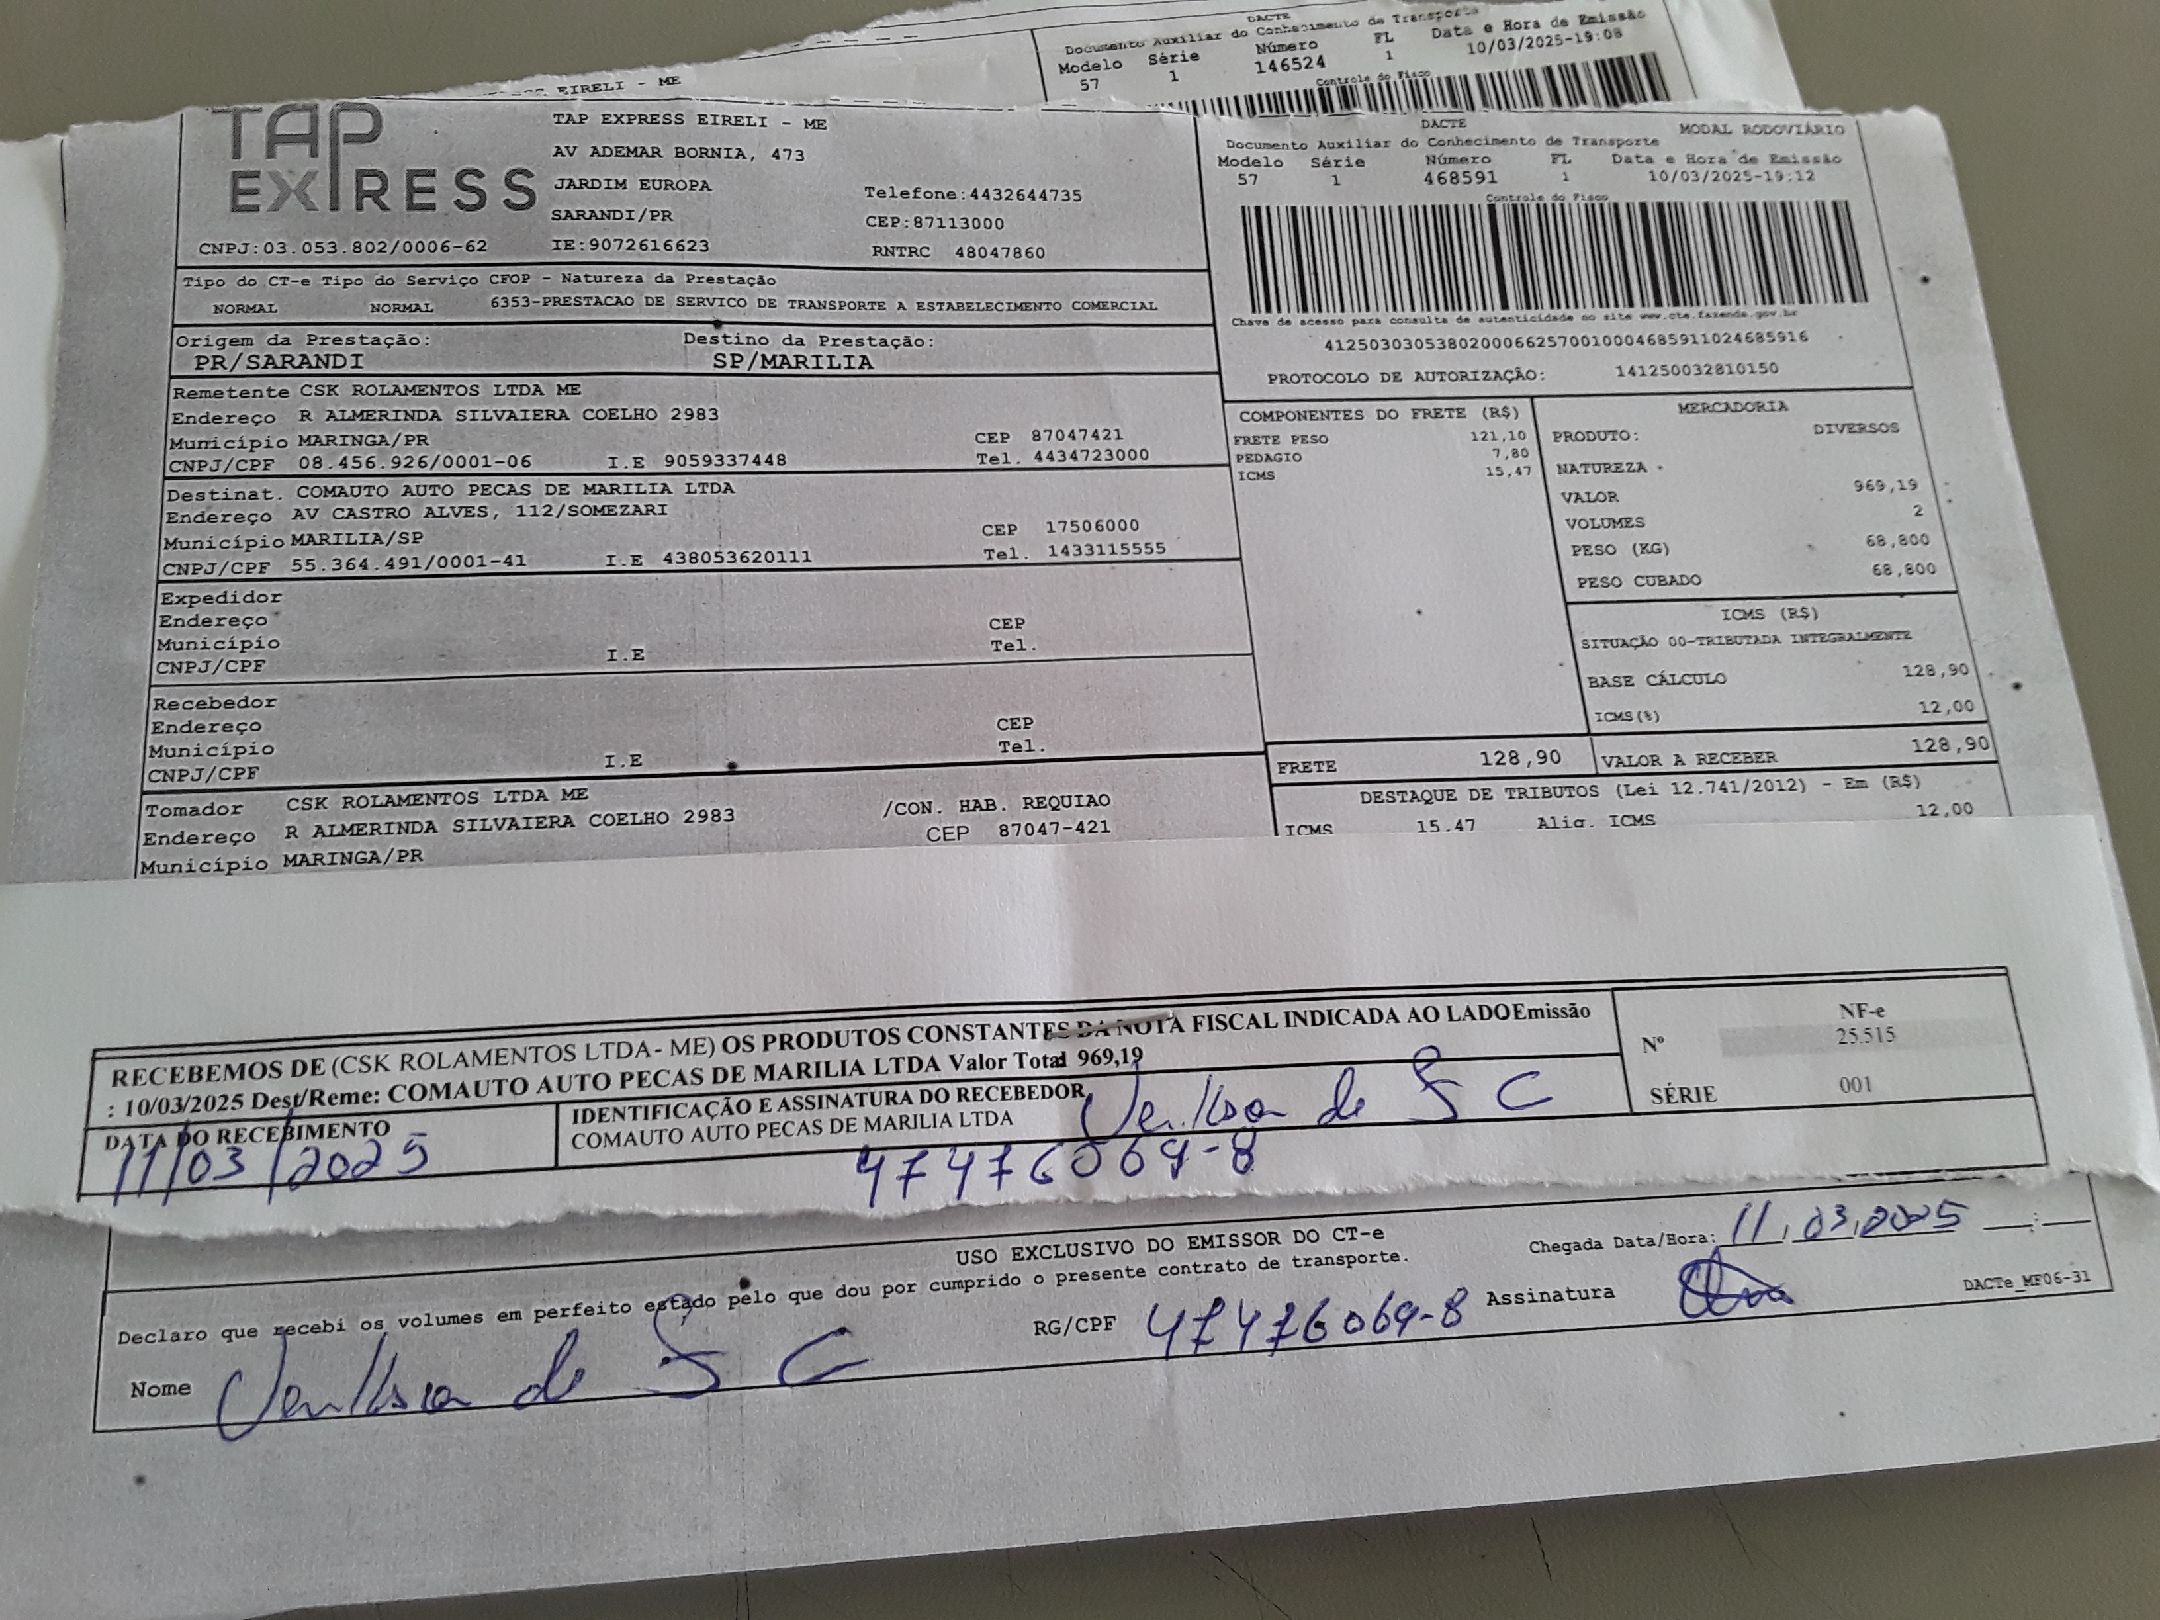 EIRELI - ME
DACTE
Documento Auxiliar do Conhecimento de Transporte
Modelo Série Número FL Data e Hora de Emissão
57 1 146524 1 10/03/2025-19:08
Controle do Fisco
TAP EXPRESS
CNPJ:03.053.802/0006-62
TAP EXPRESS EIRELI - ME
AV ADEMAR BORNIA, 473
JARDIM EUROPA
SARANDI/PR
IE:9072616623
Telefone:4432644735
CEP:87113000
RNTRC 48047860
DACTE MODAL RODOVIÁRIO
Documento Auxiliar do Conhecimento de Transporte
Modelo Série Número FL Data e Hora de Emissão
57 1 468591 1 10/03/2025-19:12
Controle do Fisco
Chave de acesso para consulta de autenticidade no site www.cte.fazenda.gov.br
41250303053802000662570010004685911024685916
PROTOCOLO DE AUTORIZAÇÃO: 141250032810150
Tipo do CT-e Tipo do Serviço CFOP - Natureza da Prestação
NORMAL NORMAL 6353-PRESTACAO DE SERVICO DE TRANSPORTE A ESTABELECIMENTO COMERCIAL
Origem da Prestação: Destino da Prestação:
PR/SARANDI SP/MARILIA
Remetente CSK ROLAMENTOS LTDA ME
Endereço R ALMERINDA SILVAIERA COELHO 2983
Município MARINGA/PR CEP 87047421
CNPJ/CPF 08.456.926/0001-06 I.E 9059337448 Tel. 4434723000
Destinat. COMAUTO AUTO PECAS DE MARILIA LTDA
Endereço AV CASTRO ALVES, 112/SOMEZARI
Município MARILIA/SP CEP 17506000
CNPJ/CPF 55.364.491/0001-41 I.E 438053620111 Tel. 1433115555
Expedidor
Endereço CEP
Município Tel.
CNPJ/CPF I.E
Recebedor
Endereço CEP
Município Tel.
CNPJ/CPF I.E
Tomador CSK ROLAMENTOS LTDA ME /CON. HAB. REQUIAO
Endereço R ALMERINDA SILVAIERA COELHO 2983 CEP 87047-421
Município MARINGA/PR
COMPONENTES DO FRETE (R$)
FRETE PESO 121,10
PEDAGIO 7,80
ICMS 15,47
MERCADORIA
PRODUTO: DIVERSOS
NATUREZA
VALOR 969,19
VOLUMES 2
PESO (KG) 68,800
PESO CUBADO 68,800
ICMS (R$)
SITUAÇÃO 00-TRIBUTADA INTEGRALMENTE
BASE CÁLCULO 128,90
ICMS(%) 12,00
FRETE 128,90 VALOR A RECEBER 128,90
DESTAQUE DE TRIBUTOS (Lei 12.741/2012) - Em (R$)
ICMS 15,47 Aliq. ICMS 12,00
RECEBEMOS DE (CSK ROLAMENTOS LTDA- ME) OS PRODUTOS CONSTANTES DA NOTA FISCAL INDICADA AO LADOEmissão
: 10/03/2025 Dest/Reme: COMAUTO AUTO PECAS DE MARILIA LTDA Valor Total 969,19
NF-e
Nº 25.515
SÉRIE 001
DATA DO RECEBIMENTO
11/03/2025
IDENTIFICAÇÃO E ASSINATURA DO RECEBEDOR
COMAUTO AUTO PECAS DE MARILIA LTDA
47476069-8
USO EXCLUSIVO DO EMISSOR DO CT-e
Declaro que recebi os volumes em perfeito estado pelo que dou por cumprido o presente contrato de transporte.
Chegada Data/Hora: 11.03.2025 __:__
Nome
RG/CPF 47476069-8 Assinatura
DACTe_MF06-31